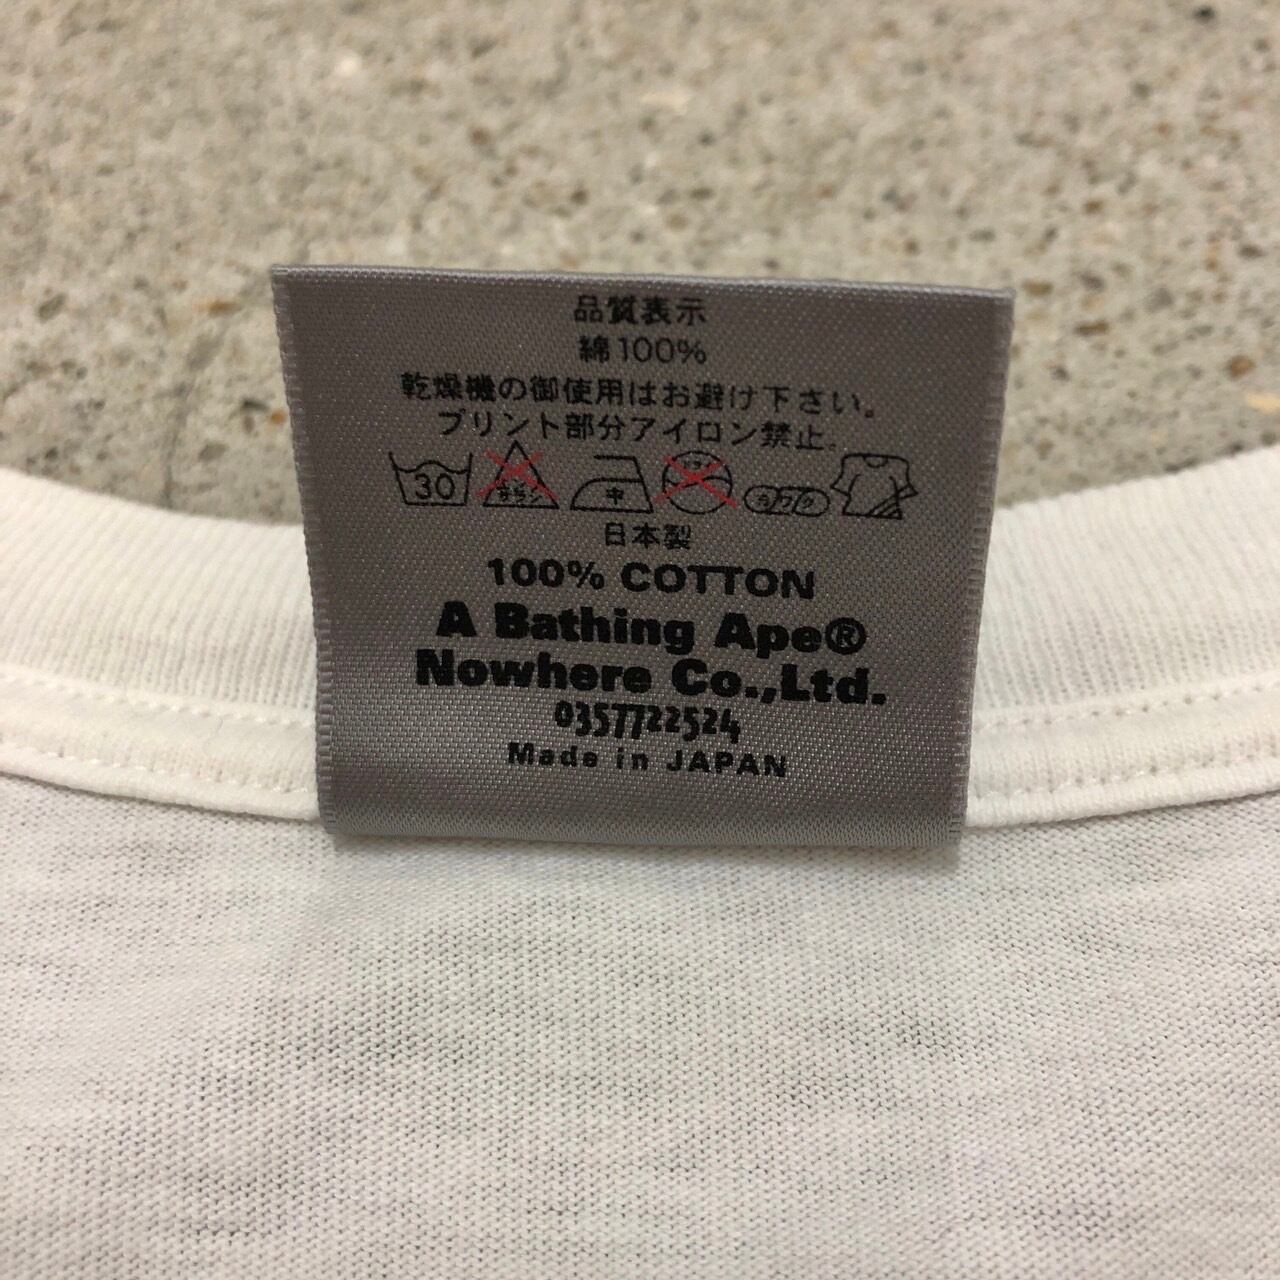 品質表示
綿100%
乾燥機の御使用はお避け下さい。
プリント部分アイロン禁止。
30 中
日本製
100% COTTON
A Bathing Ape®
Nowhere Co.,Ltd.
0357722524
Made in JAPAN